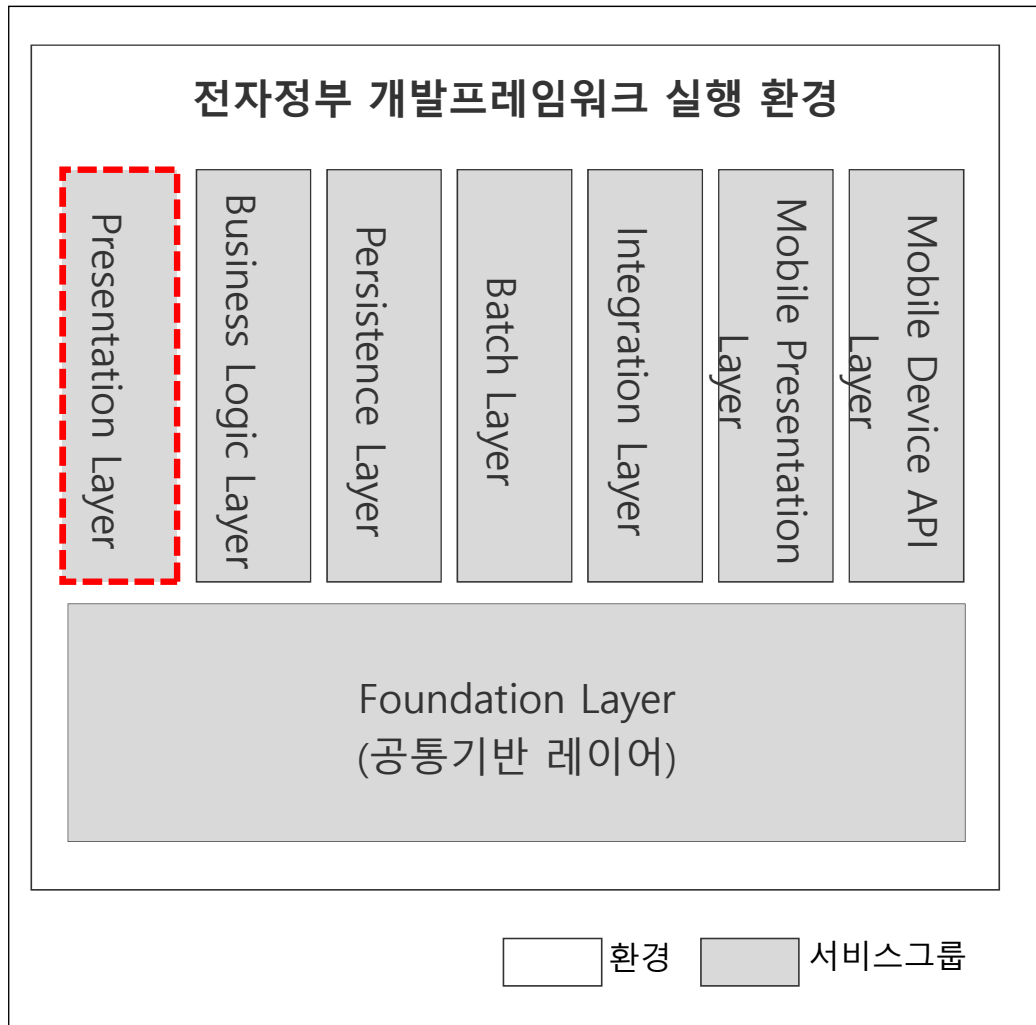 전자정부 개발프레임워크 실행 환경
Presentation Layer
Business Logic Layer
Persistence Layer
Batch Layer
Integration Layer
Mobile Presentation
Layer
Mobile Device API
Layer
Foundation Layer
(공통기반 레이어)
환경
서비스그룹